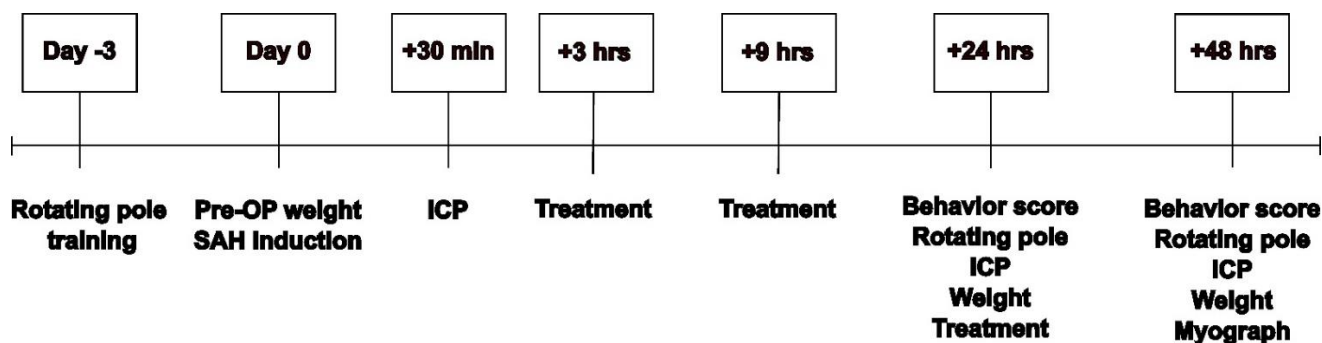 Day -3
Day 0
+30 min
+3 hrs
+9 hrs
+24 hrs
+48 hrs
Rotating pole
training
Pre-OP weight
SAH induction
ICP
Treatment
Treatment
Behavior score
Rotating pole
ICP
Weight
Treatment
Behavior score
Rotating pole
ICP
Weight
Myograph